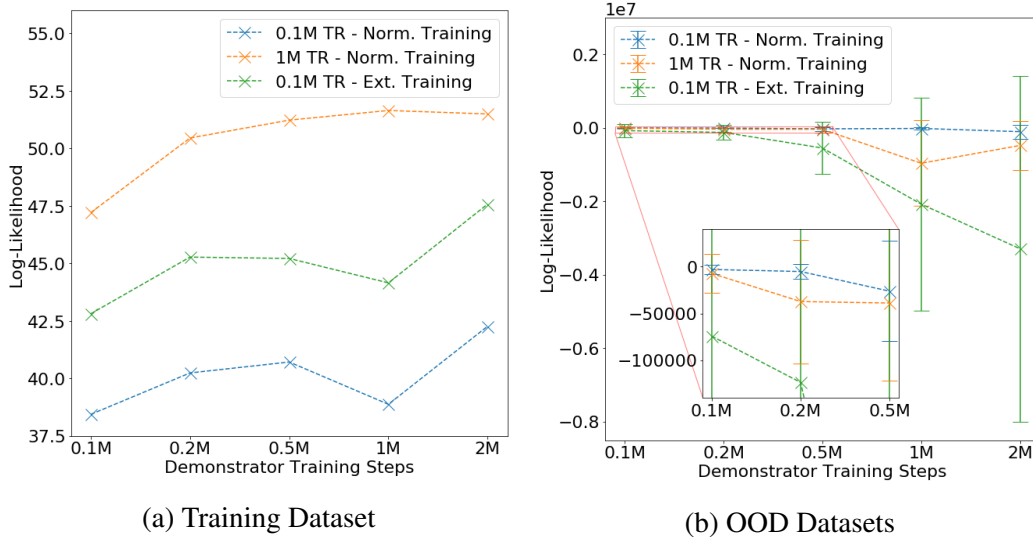 55.0
52.5
50.0
47.5
45.0
42.5
40.0
37.5
Log-Likelihood
0.1M TR - Norm. Training
1M TR - Norm. Training
0.1M TR - Ext. Training
0.1M 0.2M 0.5M 1M 2M
Demonstrator Training Steps
(a) Training Dataset
1e7
0.2
0.0
−0.2
−0.4
−0.6
−0.8
Log-Likelihood
0.1M TR - Norm. Training
1M TR - Norm. Training
0.1M TR - Ext. Training
0
−50000
−100000
0.1M 0.2M 0.5M
0.1M 0.2M 0.5M 1M 2M
Demonstrator Training Steps
(b) OOD Datasets